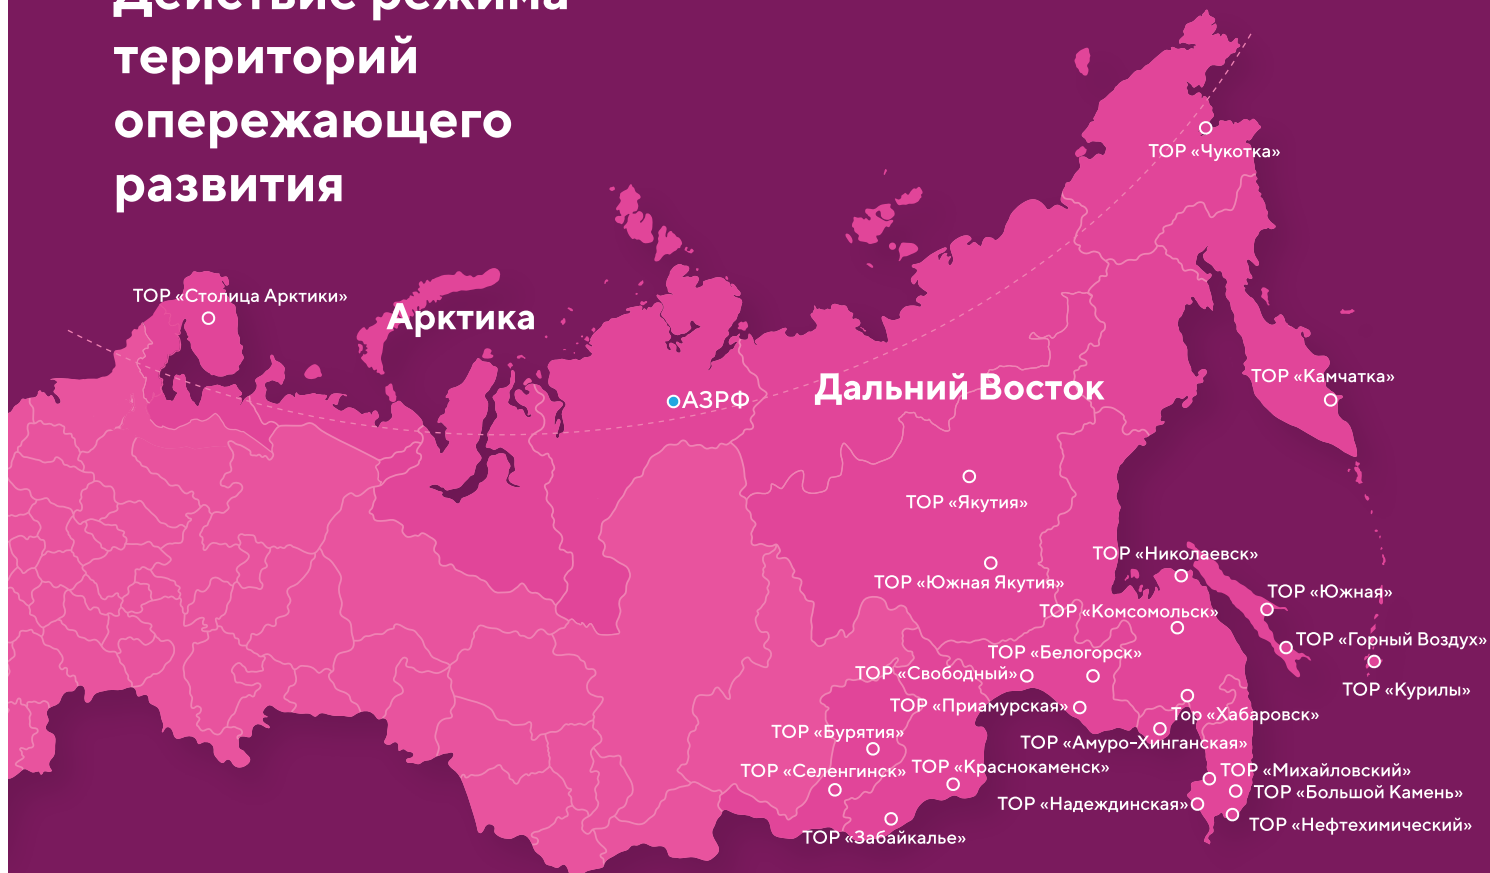 Действие режима
территорий
опережающего
развития
ТОР «Чукотка»
ТОР «Столица Арктики»
Арктика
ТОР «Камчатка»
Дальний Восток
АЗРФ
ТОР «Якутия»
ТОР «Николаевск»
ТОР «Южная Якутия»
ТОР «Южная»
ТОР «Комсомольск»
ТОР «Горный Воздух»
ТОР «Белогорск»
ТОР «Свободный»
ТОР «Курилы»
ТОР «Приамурская»
Тор «Хабаровск»
ТОР «Бурятия»
ТОР «Амуро-Хинганская»
ТОР «Селенгинск»
ТОР «Краснокаменск»
ТОР «Михайловский»
ТОР «Большой Камень»
ТОР «Надеждинская»
ТОР «Нефтехимический»
ТОР «Забайкалье»